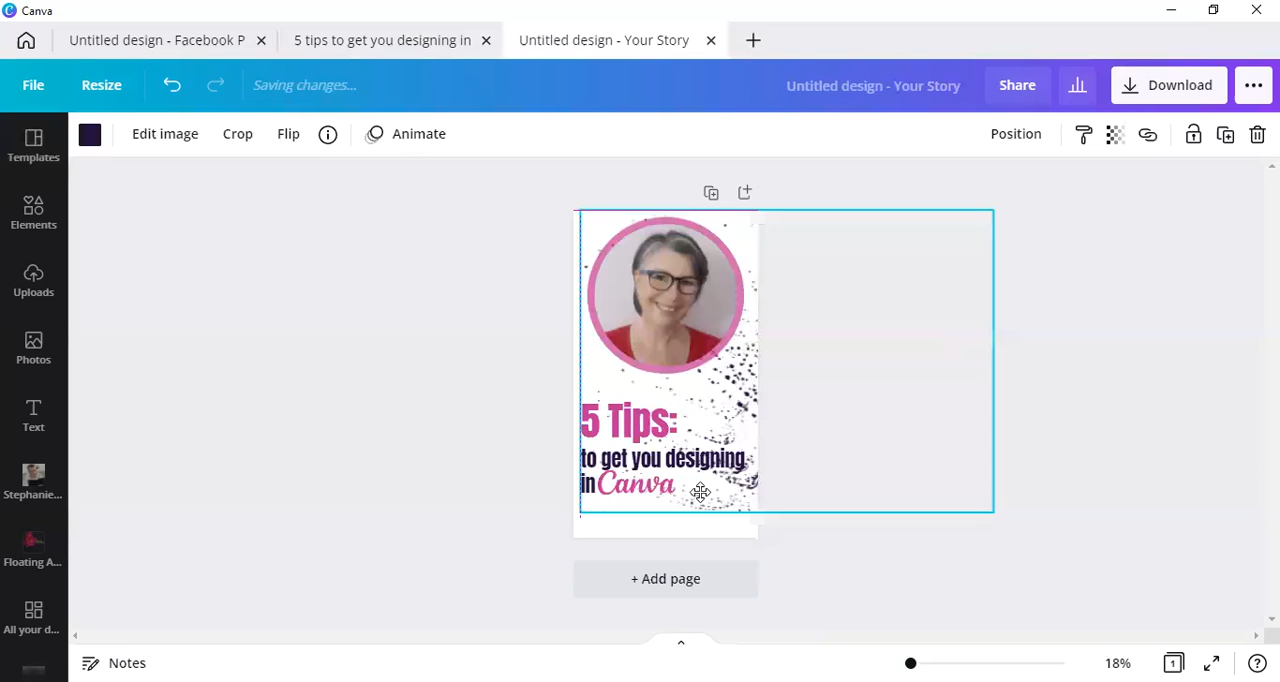 Canva
Untitled design - Facebook P
5 tips to get you designing in
Untitled design - Your Story
File
Resize
Saving changes...
Untitled design - Your Story
Share
Download
Edit image
Crop
Flip
Animate
Position
Templates
Elements
Uploads
Photos
Text
Stephanie...
Floating A...
All your d...
5 Tips:
to get you designing
in Canva
+ Add page
Notes
18%
1